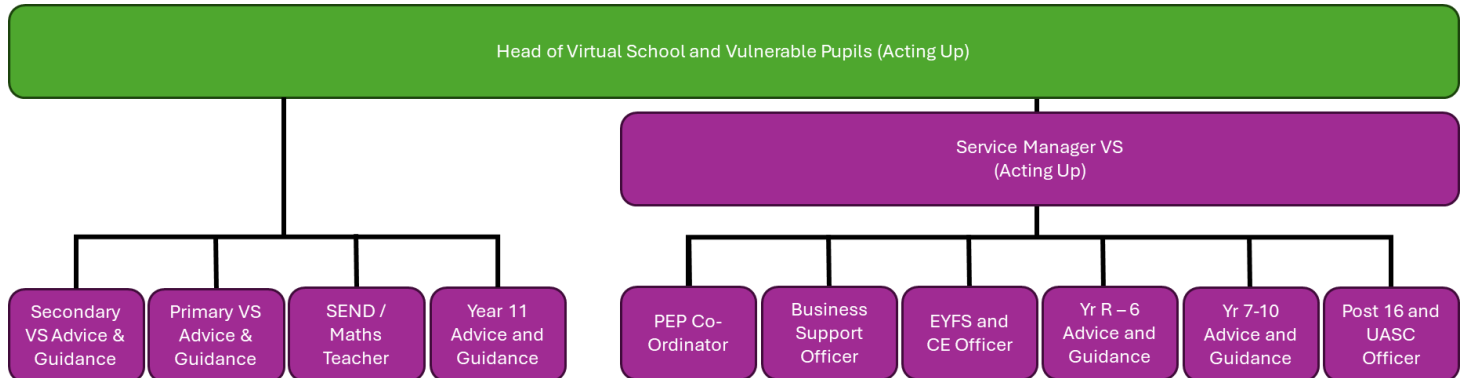 Head of Virtual School and Vulnerable Pupils (Acting Up)
Service Manager VS
(Acting Up)
Secondary
VS Advice &
Guidance
Primary VS
Advice &
Guidance
SEND /
Maths
Teacher
Year 11
Advice and
Guidance
PEP Co-
Ordinator
Business
Support
Officer
EYFS and
CE Officer
Yr R – 6
Advice and
Guidance
Yr 7-10
Advice and
Guidance
Post 16 and
UASC
Officer